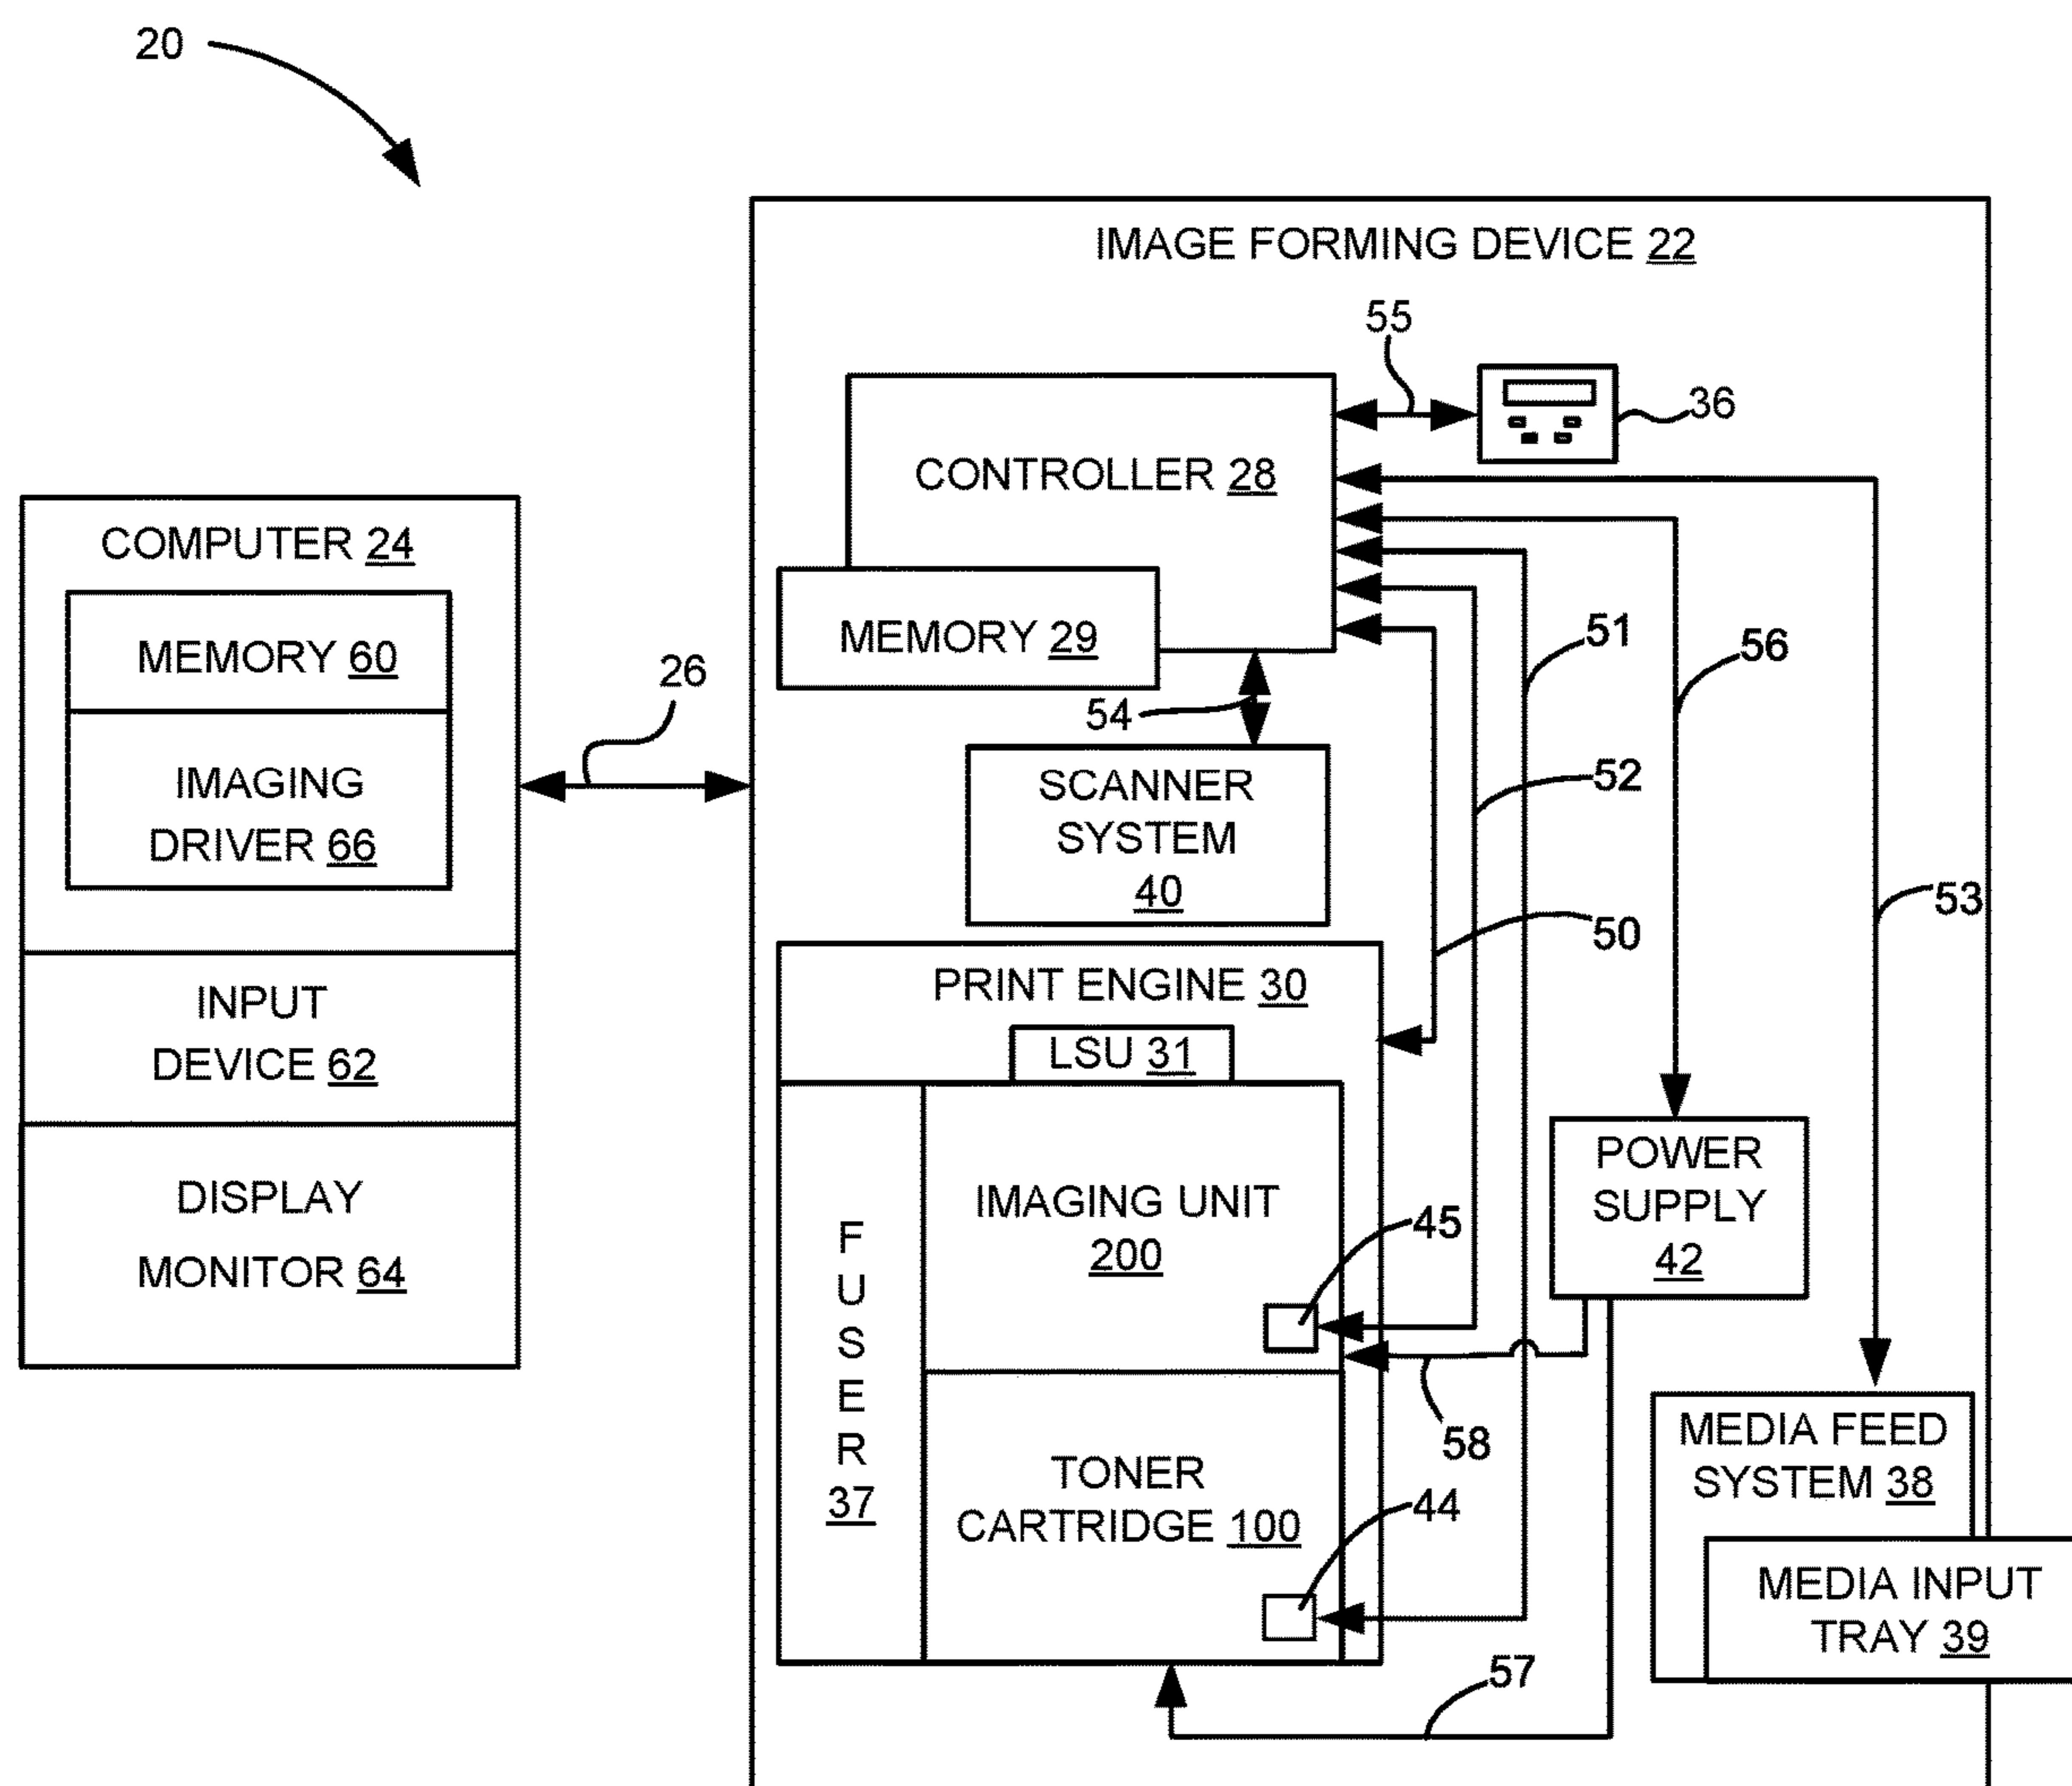 20
IMAGE FORMING DEVICE 22
55
36
CONTROLLER 28
MEMORY 29
COMPUTER 24
MEMORY 60
IMAGING
DRIVER 66
INPUT
DEVICE 62
DISPLAY
MONITOR 64
26
54
SCANNER
SYSTEM
40
51
56
52
50
53
PRINT ENGINE 30
LSU 31
F
U
S
E
R
37
IMAGING UNIT
200
45
POWER
SUPPLY
42
58
TONER
CARTRIDGE 100
44
57
MEDIA FEED
SYSTEM 38
MEDIA INPUT
TRAY 39